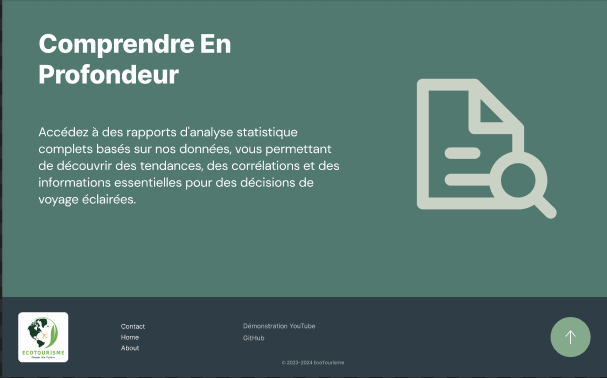 Comprendre En
Profondeur
Accédez à des rapports d'analyse statistique
complets basés sur nos données, vous permettant
de découvrir des tendances, des corrélations et des
informations essentielles pour des décisions de
voyage éclairées.
ECOTOURISME
Contact
Home
About
Démonstration YouTube
GitHub
© 2023-2024 EcoTourisme